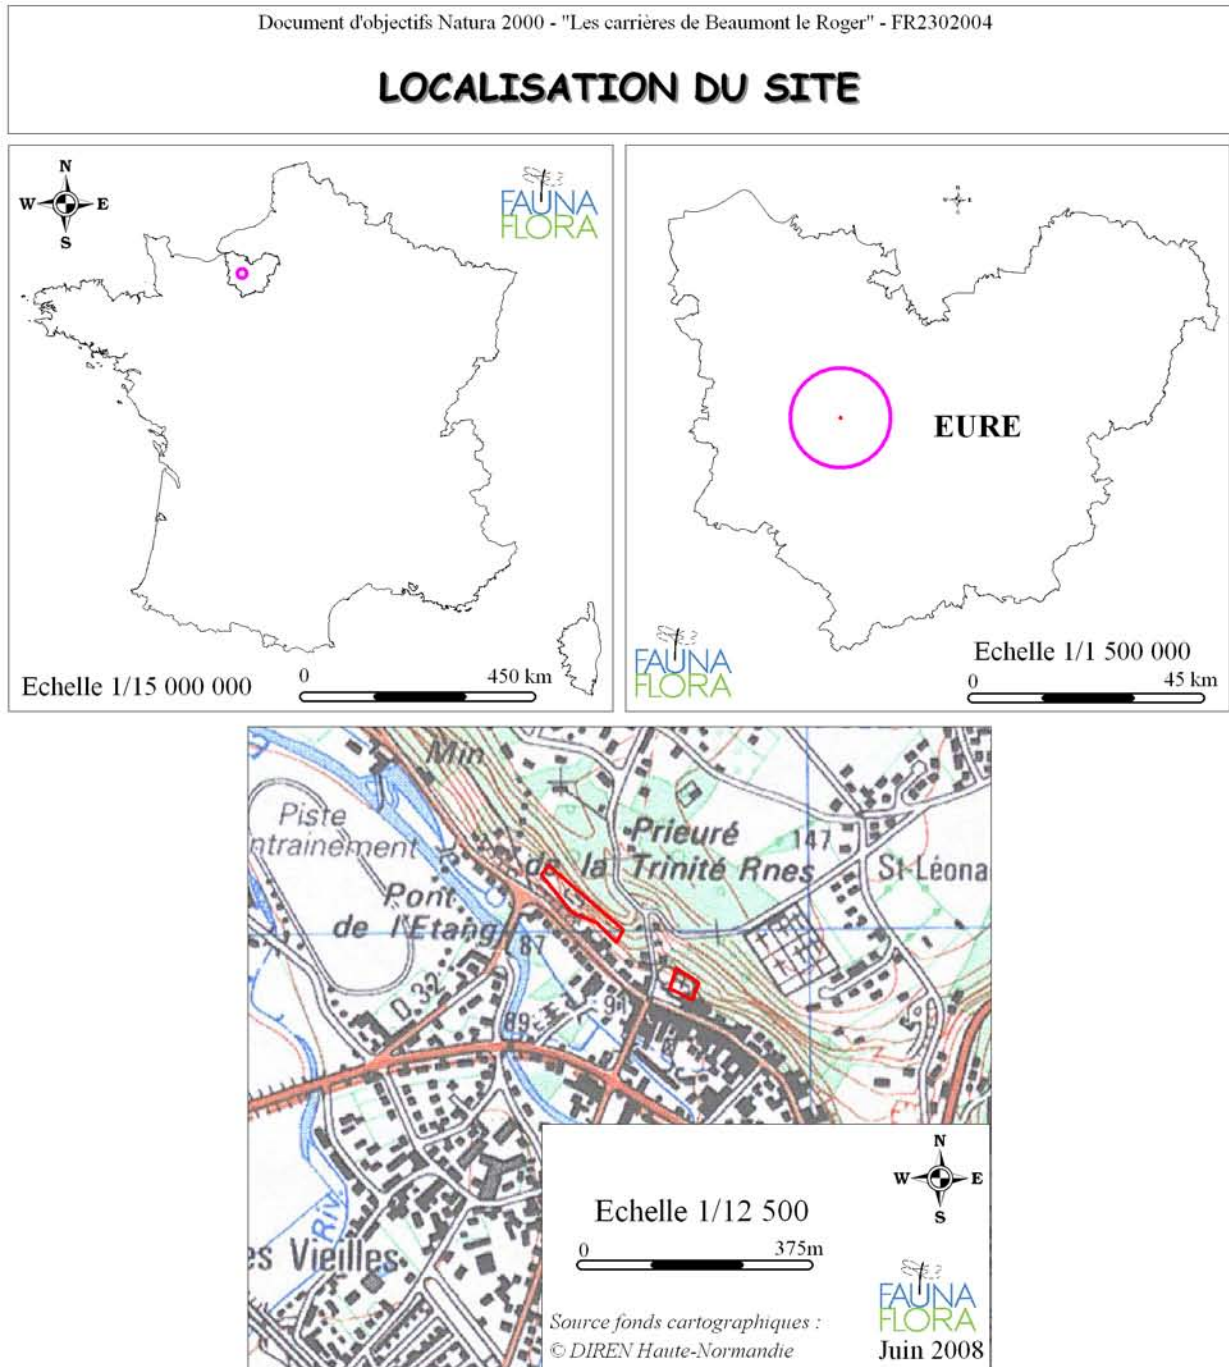 Document d'objectifs Natura 2000 - "Les carrières de Beaumont le Roger" - FR2302004
LOCALISATION DU SITE
N
W E
S
FAUNA
FLORA
Echelle 1/15 000 000
0 450 km
EURE
FAUNA
FLORA
Echelle 1/1 500 000
0 45 km
Min
Piste
ntrainement
Prieuré
de la Trinité Rnes
147
St-Léona
Pont
de l'Etang
87
D 32
89
91
Riv.
es Vieilles
N
W E
S
Echelle 1/12 500
0 375m
FAUNA
FLORA
Source fonds cartographiques :
© DIREN Haute-Normandie
Juin 2008